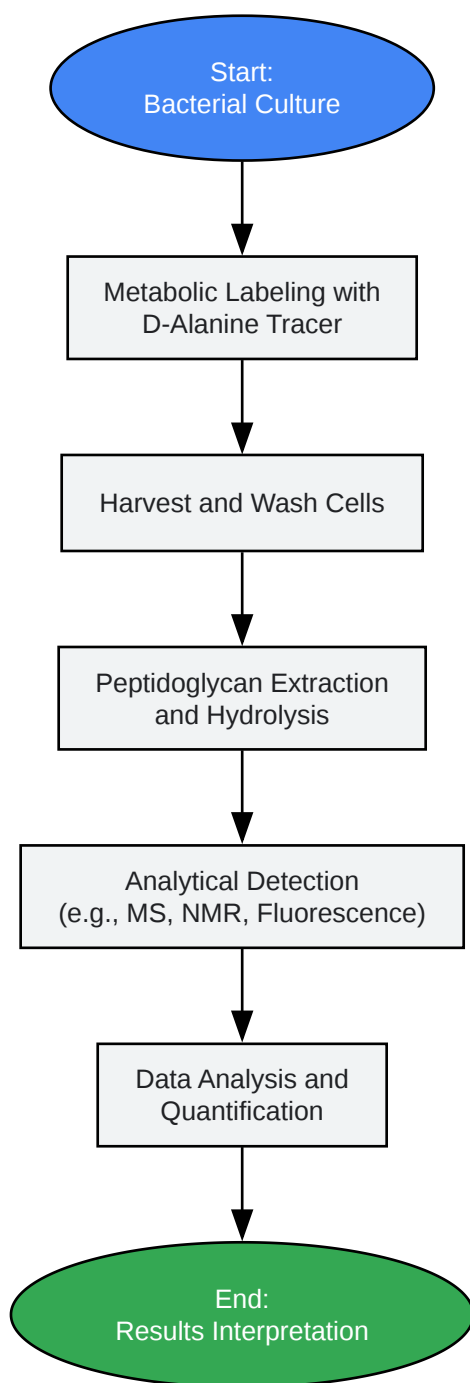 Start:
Bacterial Culture
Metabolic Labeling with
D-Alanine Tracer
Harvest and Wash Cells
Peptidoglycan Extraction
and Hydrolysis
Analytical Detection
(e.g., MS, NMR, Fluorescence)
Data Analysis and
Quantification
End:
Results Interpretation